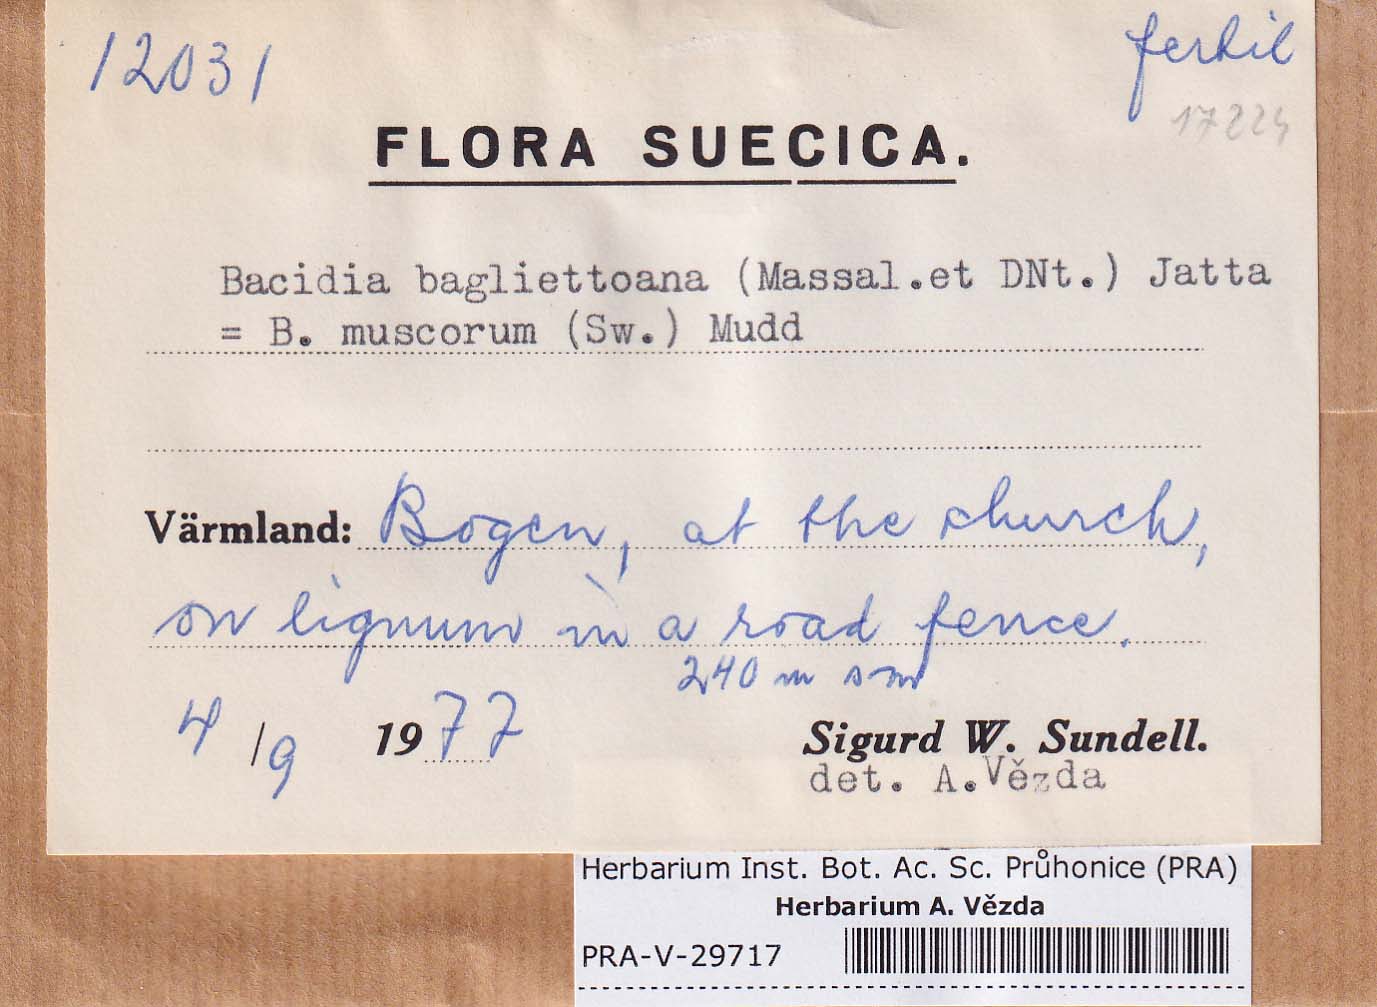 12031
fertil
17224
FLORA SUECICA.
Bacidia bagliettoana (Massal.et DNt.) Jatta
= B. muscorum (Sw.) Mudd
Värmland: Bogen, at the church,
on lignum in a road fence.
240 m s m
4/9 1977
Sigurd W. Sundell.
det. A.Vězda
Herbarium Inst. Bot. Ac. Sc. Průhonice (PRA)
Herbarium A. Vězda
PRA-V-29717